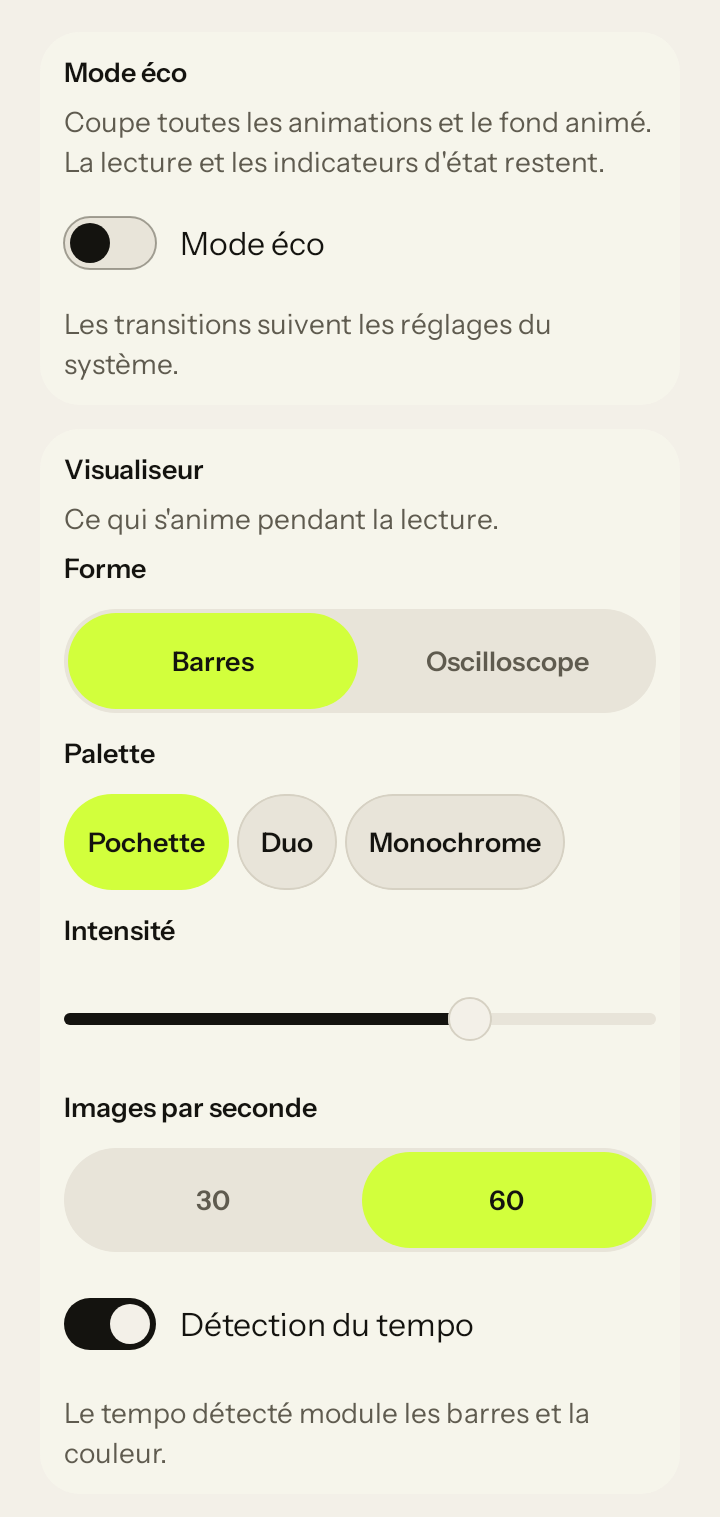 Mode éco
Coupe toutes les animations et le fond animé.
La lecture et les indicateurs d'état restent.
Mode éco
Les transitions suivent les réglages du
système.
Visualiseur
Ce qui s'anime pendant la lecture.
Forme
Barres
Oscilloscope
Palette
Pochette
Duo
Monochrome
Intensité
Images par seconde
30
60
Détection du tempo
Le tempo détecté module les barres et la
couleur.